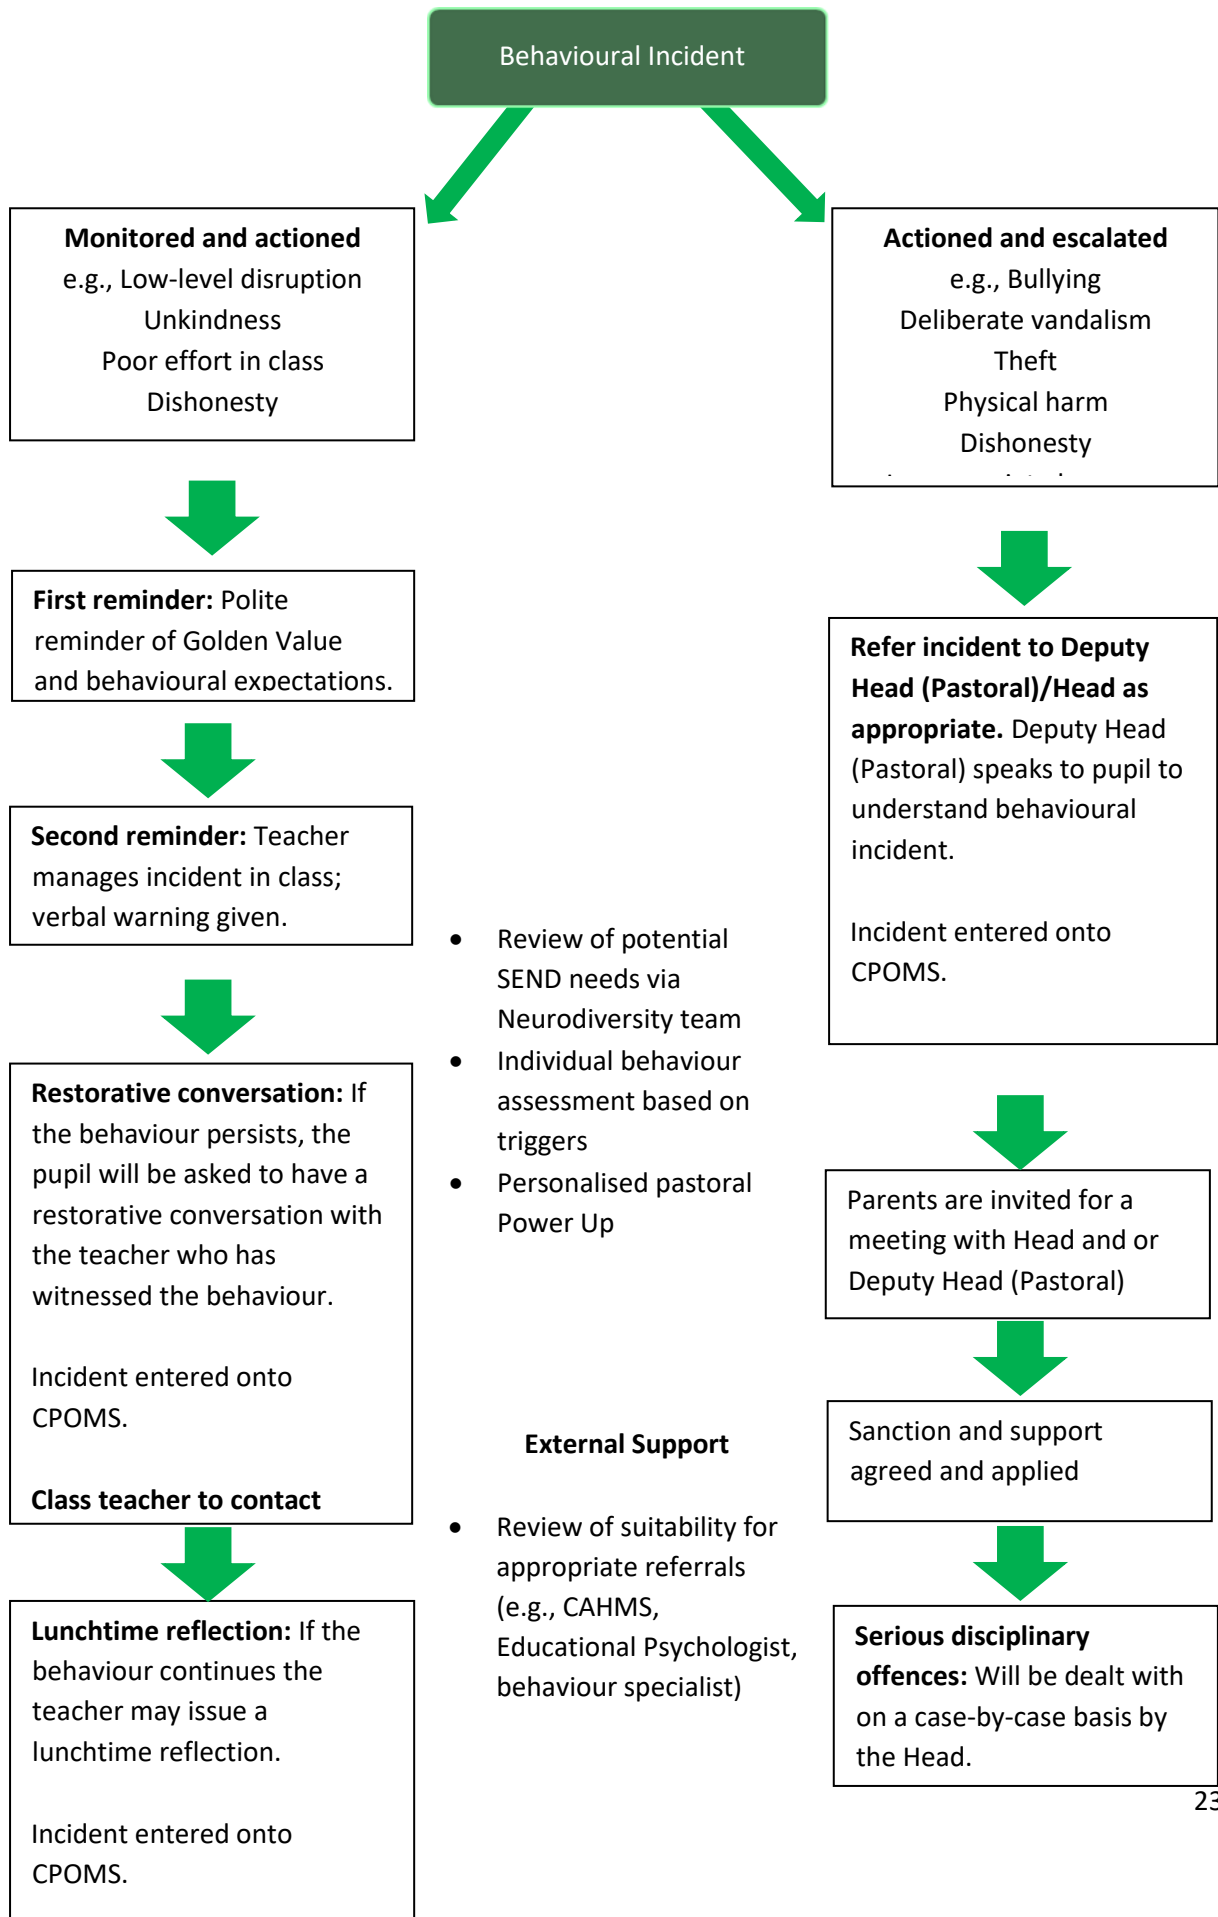 Behavioural Incident
Monitored and actioned
e.g., Low-level disruption
Unkindness
Poor effort in class
Dishonesty
First reminder: Polite
reminder of Golden Value
and behavioural expectations.
Second reminder: Teacher
manages incident in class;
verbal warning given.
Restorative conversation: If
the behaviour persists, the
pupil will be asked to have a
restorative conversation with
the teacher who has
witnessed the behaviour.
Incident entered onto
CPOMS.
Class teacher to contact
Lunchtime reflection: If the
behaviour continues the
teacher may issue a
lunchtime reflection.
Incident entered onto
CPOMS.
• Review of potential
SEND needs via
Neurodiversity team
• Individual behaviour
assessment based on
triggers
• Personalised pastoral
Power Up
External Support
• Review of suitability for
appropriate referrals
(e.g., CAHMS,
Educational Psychologist,
behaviour specialist)
Actioned and escalated
e.g., Bullying
Deliberate vandalism
Theft
Physical harm
Dishonesty
Refer incident to Deputy
Head (Pastoral)/Head as
appropriate. Deputy Head
(Pastoral) speaks to pupil to
understand behavioural
incident.
Incident entered onto
CPOMS.
Parents are invited for a
meeting with Head and or
Deputy Head (Pastoral)
Sanction and support
agreed and applied
Serious disciplinary
offences: Will be dealt with
on a case-by-case basis by
the Head.
23